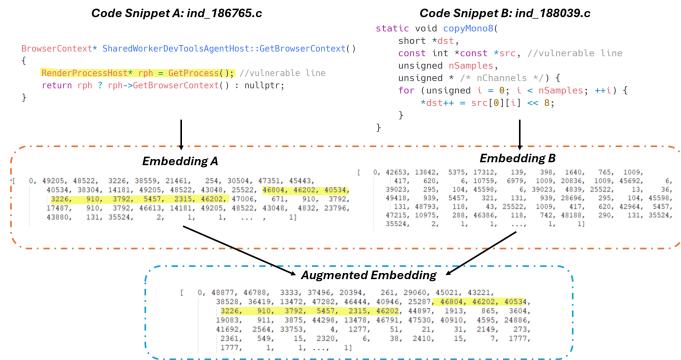 Code Snippet A: ind_186765.c
BrowserContext* SharedWorkerDevToolsAgentHost::GetBrowserContext()
{
RenderProcessHost* rph = GetProcess(); //vulnerable line
return rph ? rph->GetBrowserContext() : nullptr;
}
Code Snippet B: ind_188039.c
static void copyMono8(
short *dst,
const int *const *src, //vulnerable line
unsigned nSamples,
unsigned * /* nChannels */) {
for (unsigned i = 0; i < nSamples; ++i) {
*dst++ = src[0][i] << 8;
}
}
Embedding A
[ 0, 49205, 48522, 3226, 38559, 21461, 254, 30504, 47351, 45443,
40534, 38304, 14181, 49205, 48522, 43048, 25522, 46804, 46202, 40534,
3226, 910, 3792, 5457, 2315, 46202, 47006, 671, 910, 3792,
17487, 910, 3792, 46613, 14181, 49205, 48522, 43048, 4832, 23796,
43880, 131, 35524, 2, 1, 1, ... , 1]
Embedding B
[ 0, 42653, 13842, 5375, 17312, 139, 398, 1640, 765, 1009,
417, 620, 6, 10759, 6979, 1009, 20836, 1009, 45692, 6,
39023, 295, 104, 45598, 6, 39023, 4839, 25522, 13, 36,
49418, 939, 5457, 321, 131, 939, 28696, 295, 104, 45598,
131, 48793, 118, 43, 25522, 1009, 417, 620, 42964, 5457,
47215, 10975, 288, 46386, 118, 742, 48188, 290, 131, 35524,
35524, 2, 1, 1, ..., 1, 1]
Augmented Embedding
[ 0, 48877, 46788, 3333, 37496, 20394, 261, 29060, 45021, 43221,
38528, 36419, 13472, 47282, 46444, 40946, 25287, 46804, 46202, 40534,
3226, 910, 3792, 5457, 2315, 46202, 44897, 1913, 865, 3604,
19083, 911, 3875, 44298, 13478, 46791, 47530, 40910, 4595, 24886,
41692, 2564, 33753, 4, 1277, 51, 21, 31, 2149, 273,
2361, 549, 15, 2320, 6, 38, 2410, 15, 7, 1777,
1777, 1, 1, ..., 1]